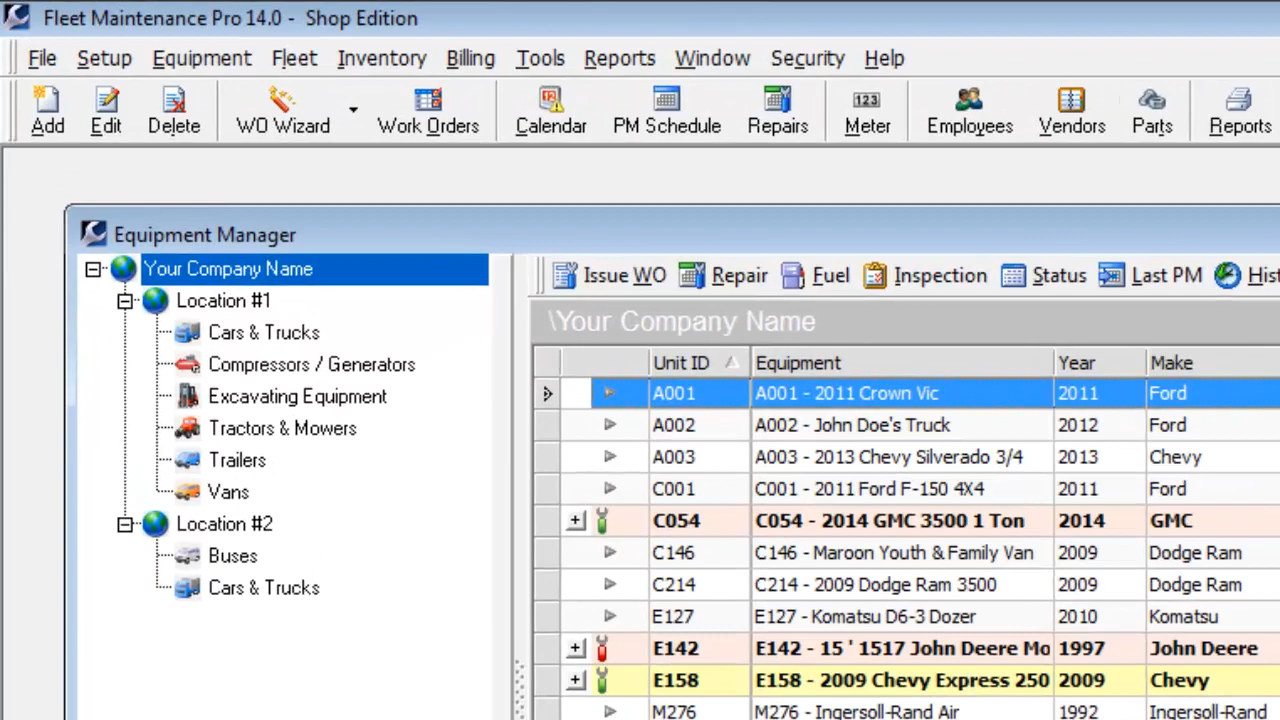 Fleet Maintenance Pro 14.0 - Shop Edition
File Setup Equipment Fleet Inventory Billing Tools Reports Window Security Help
Add Edit Delete WO Wizard Work Orders Calendar PM Schedule Repairs 123 Meter Employees Vendors Parts Reports
Equipment Manager
Your Company Name
Location #1
Cars & Trucks
Compressors / Generators
Excavating Equipment
Tractors & Mowers
Trailers
Vans
Location #2
Buses
Cars & Trucks
Issue WO Repair Fuel Inspection Status Last PM Hist
\Your Company Name
Unit ID Equipment Year Make
A001 A001 - 2011 Crown Vic 2011 Ford
A002 A002 - John Doe's Truck 2012 Ford
A003 A003 - 2013 Chevy Silverado 3/4 2013 Chevy
C001 C001 - 2011 Ford F-150 4X4 2011 Ford
C054 C054 - 2014 GMC 3500 1 Ton 2014 GMC
C146 C146 - Maroon Youth & Family Van 2009 Dodge Ram
C214 C214 - 2009 Dodge Ram 3500 2009 Dodge Ram
E127 E127 - Komatsu D6-3 Dozer 2010 Komatsu
E142 E142 - 15 ' 1517 John Deere Mo 1997 John Deere
E158 E158 - 2009 Chevy Express 250 2009 Chevy
M276 M276 - Ingersoll-Rand Air 1992 Ingersoll-Rand